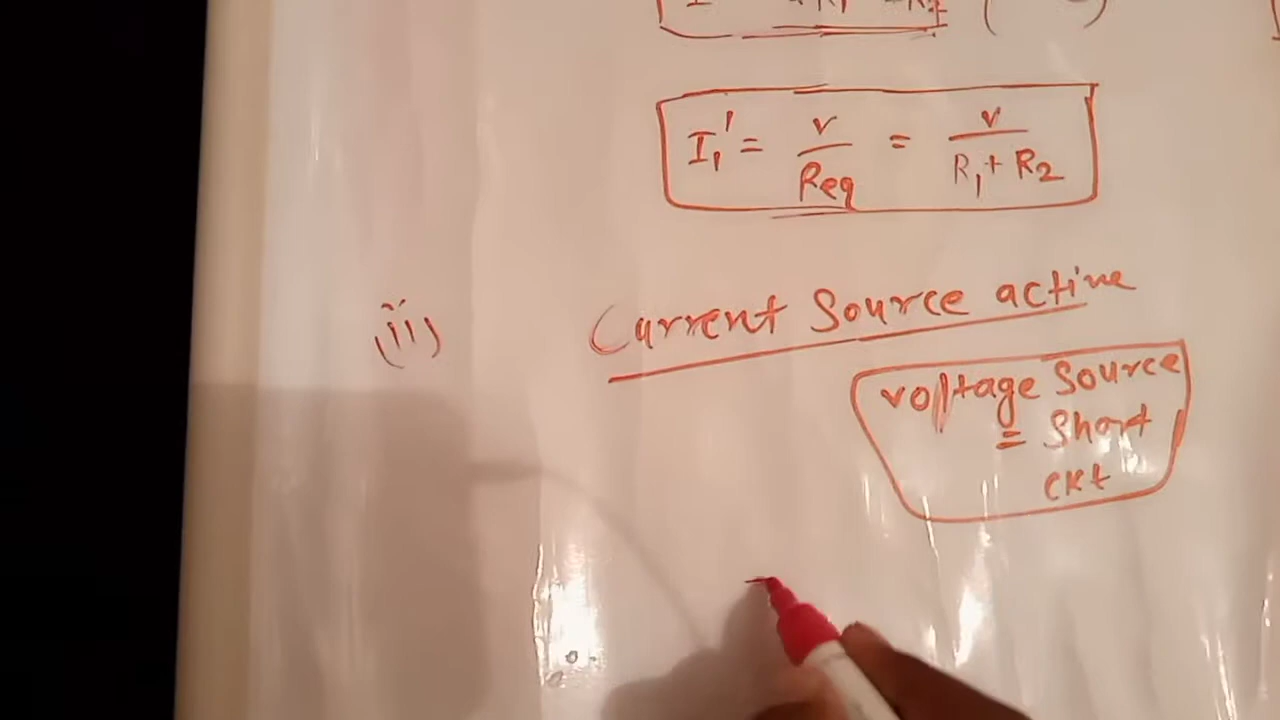 I₁' = v/Req = v/R₁+R₂
(ii) Current Source active
voltage Source
= Short
ckt